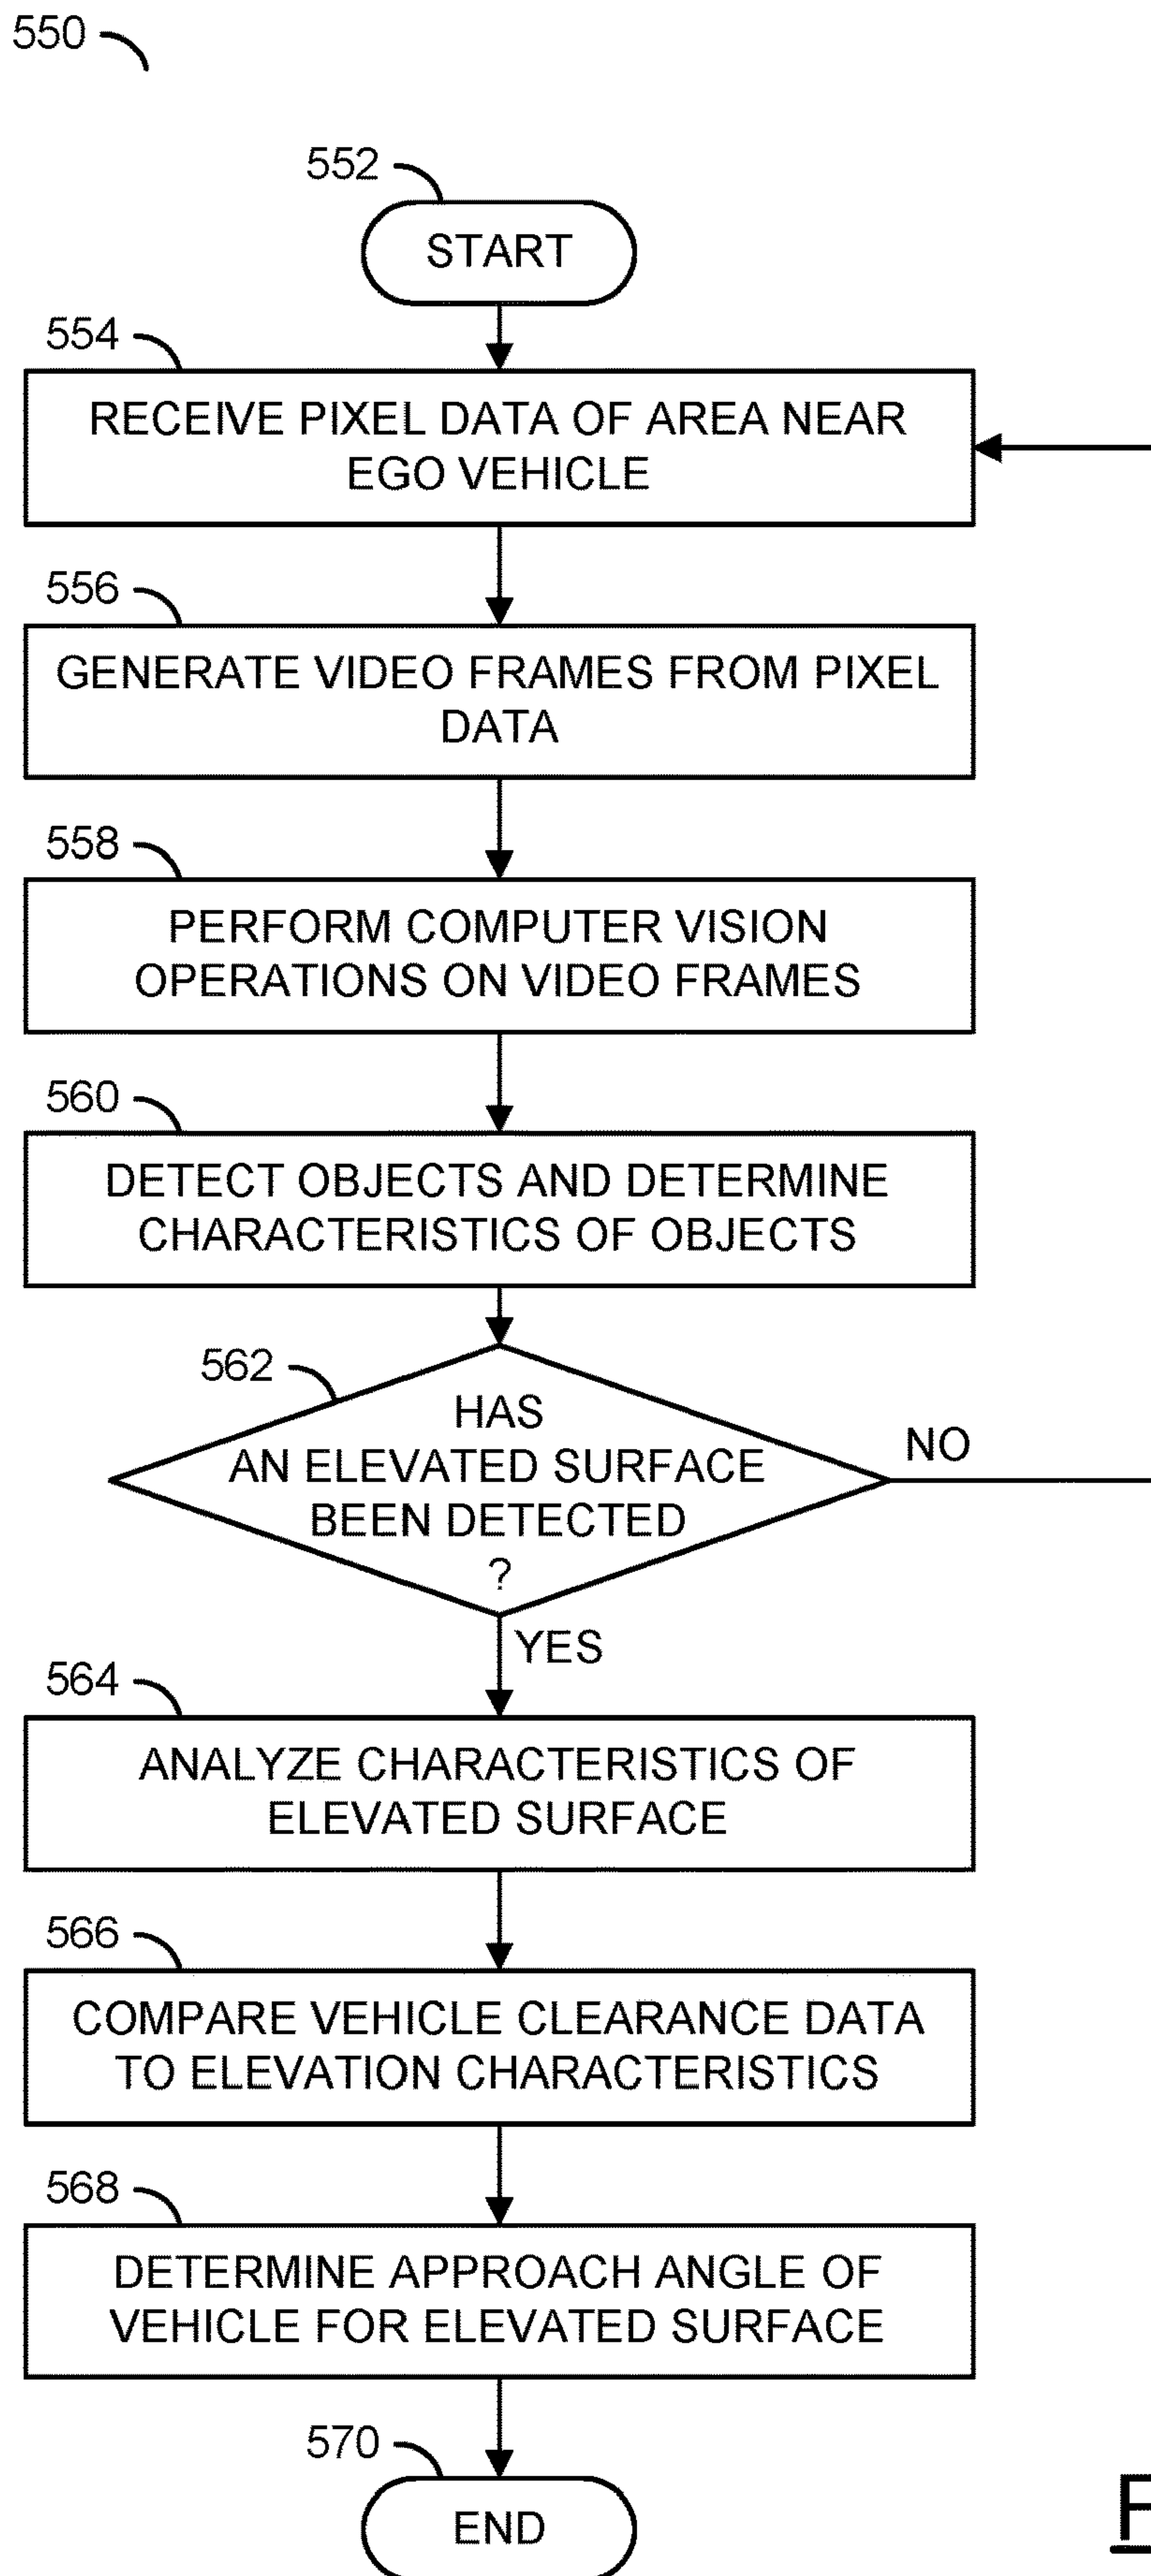 550
552
START
554
RECEIVE PIXEL DATA OF AREA NEAR
EGO VEHICLE
556
GENERATE VIDEO FRAMES FROM PIXEL
DATA
558
PERFORM COMPUTER VISION
OPERATIONS ON VIDEO FRAMES
560
DETECT OBJECTS AND DETERMINE
CHARACTERISTICS OF OBJECTS
562
HAS
AN ELEVATED SURFACE
BEEN DETECTED
?
NO
YES
564
ANALYZE CHARACTERISTICS OF
ELEVATED SURFACE
566
COMPARE VEHICLE CLEARANCE DATA
TO ELEVATION CHARACTERISTICS
568
DETERMINE APPROACH ANGLE OF
VEHICLE FOR ELEVATED SURFACE
570
END